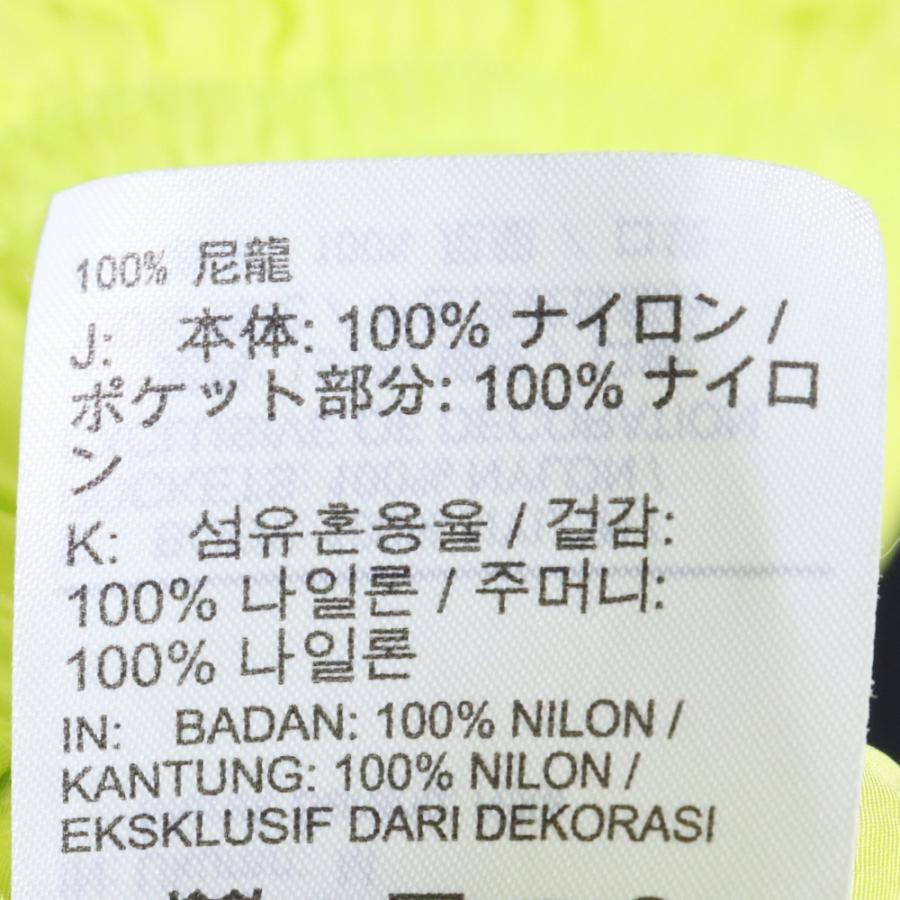 100% 尼龍
J: 本体: 100% ナイロン /
ポケット部分: 100% ナイロ
ン
K: 섬유혼용율 / 겉감:
100% 나일론 / 주머니:
100% 나일론
IN: BADAN: 100% NILON /
KANTUNG: 100% NILON /
EKSKLUSIF DARI DEKORASI